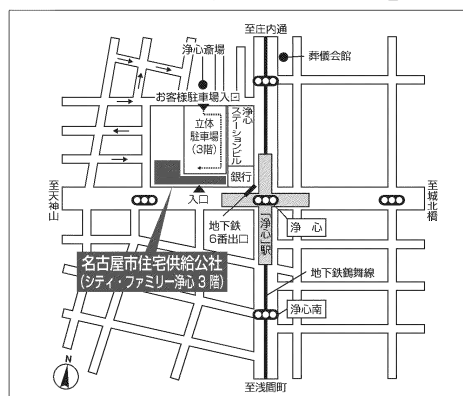 至庄内通
浄心斎場
葬儀会館
お客様駐車場入口
立体
駐車場
(3階)
浄心
ステーションビル
銀行
至天神山
至城北橋
入口
地下鉄
6番出口
「浄心」駅
浄 心
名古屋市住宅供給公社
(シティ・ファミリー浄心 3 階)
地下鉄鶴舞線
浄心南
N
至浅間町